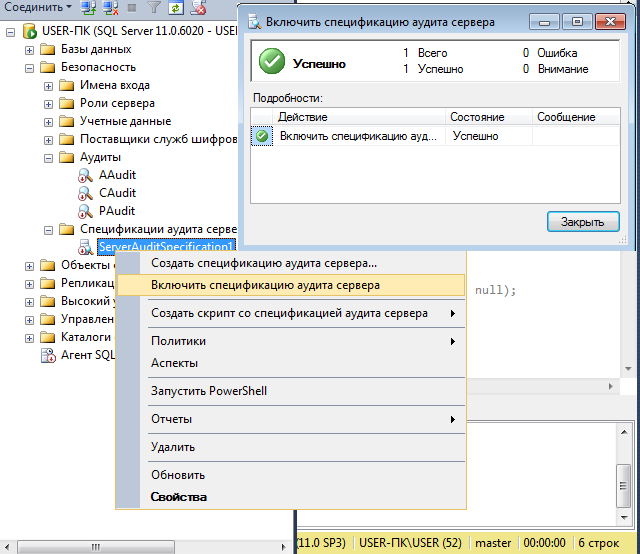 Соединить
USER-ПК (SQL Server 11.0.6020 - USE
Базы данных
Безопасность
Имена входа
Роли сервера
Учетные данные
Поставщики служб шифров
Аудиты
AAudit
CAudit
PAudit
Спецификации аудита серве
ServerAuditSpecification1
Объекты
Репликац
Высокий у
Управлен
Каталоги
Агент SQL
Включить спецификацию аудита сервера
Успешно
1 Всего 0 Ошибка
1 Успешно 0 Внимание
Подробности:
Действие Состояние Сообщение
Включить спецификацию ауд... Успешно
Закрыть
Создать спецификацию аудита сервера...
Включить спецификацию аудита сервера
Создать скрипт со спецификацией аудита сервера
Политики
Аспекты
Запустить PowerShell
Отчеты
Удалить
Обновить
Свойства
null);
(11.0 SP3) USER-ПК\USER (52) master 00:00:00 6 строк